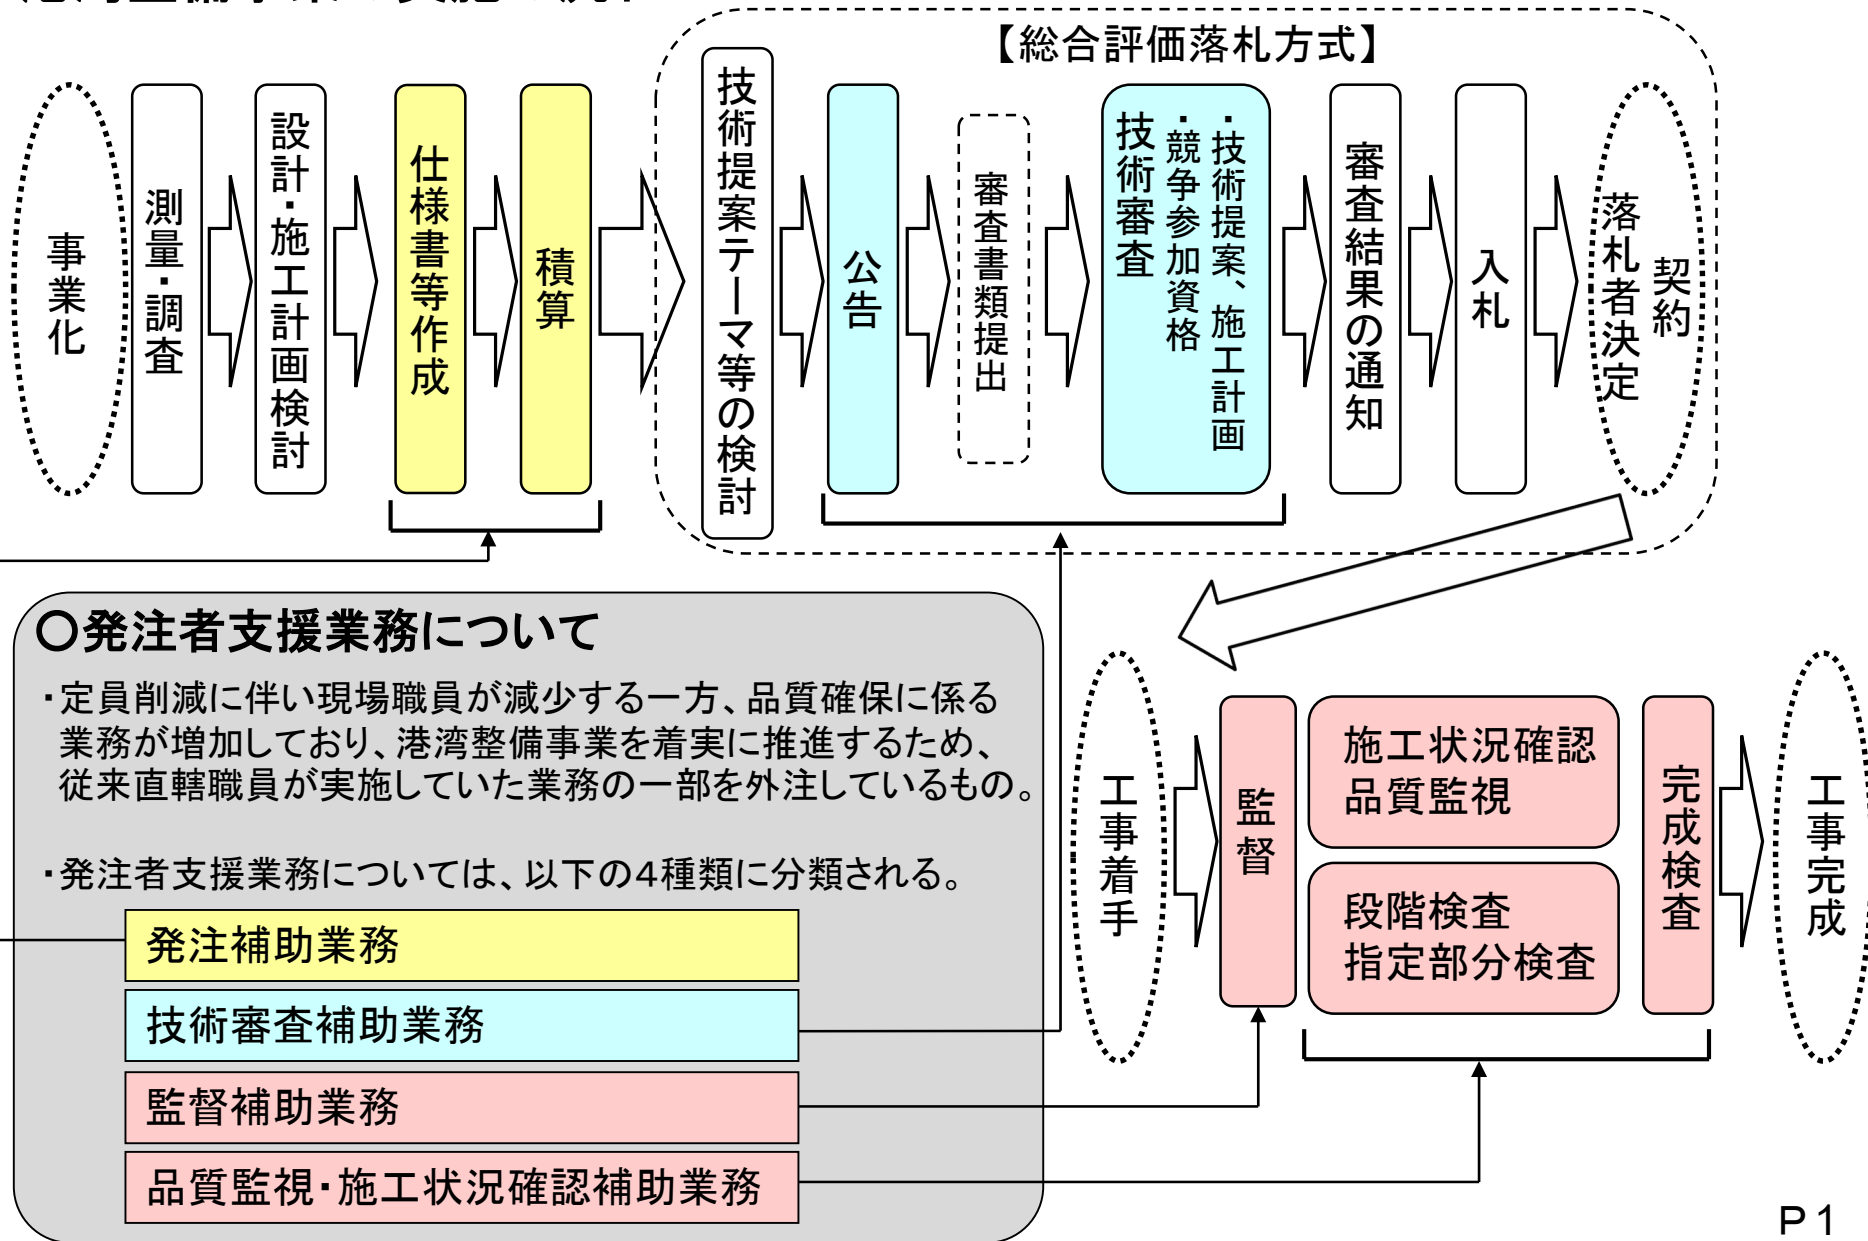 【総合評価落札方式】
事業化
測量・調査
設計・施工計画検討
仕様書等作成
積算
技術提案テーマ等の検討
公告
審査書類提出
技術審査
・競争参加資格
・技術提案、施工計画
審査結果の通知
入札
落札者決定
契約
〇発注者支援業務について
・定員削減に伴い現場職員が減少する一方、品質確保に係る
業務が増加しており、港湾整備事業を着実に推進するため、
従来直轄職員が実施していた業務の一部を外注しているもの。
・発注者支援業務については、以下の４種類に分類される。
発注補助業務
技術審査補助業務
監督補助業務
品質監視・施工状況確認補助業務
工事着手
監督
施工状況確認
品質監視
段階検査
指定部分検査
完成検査
工事完成
Ｐ１